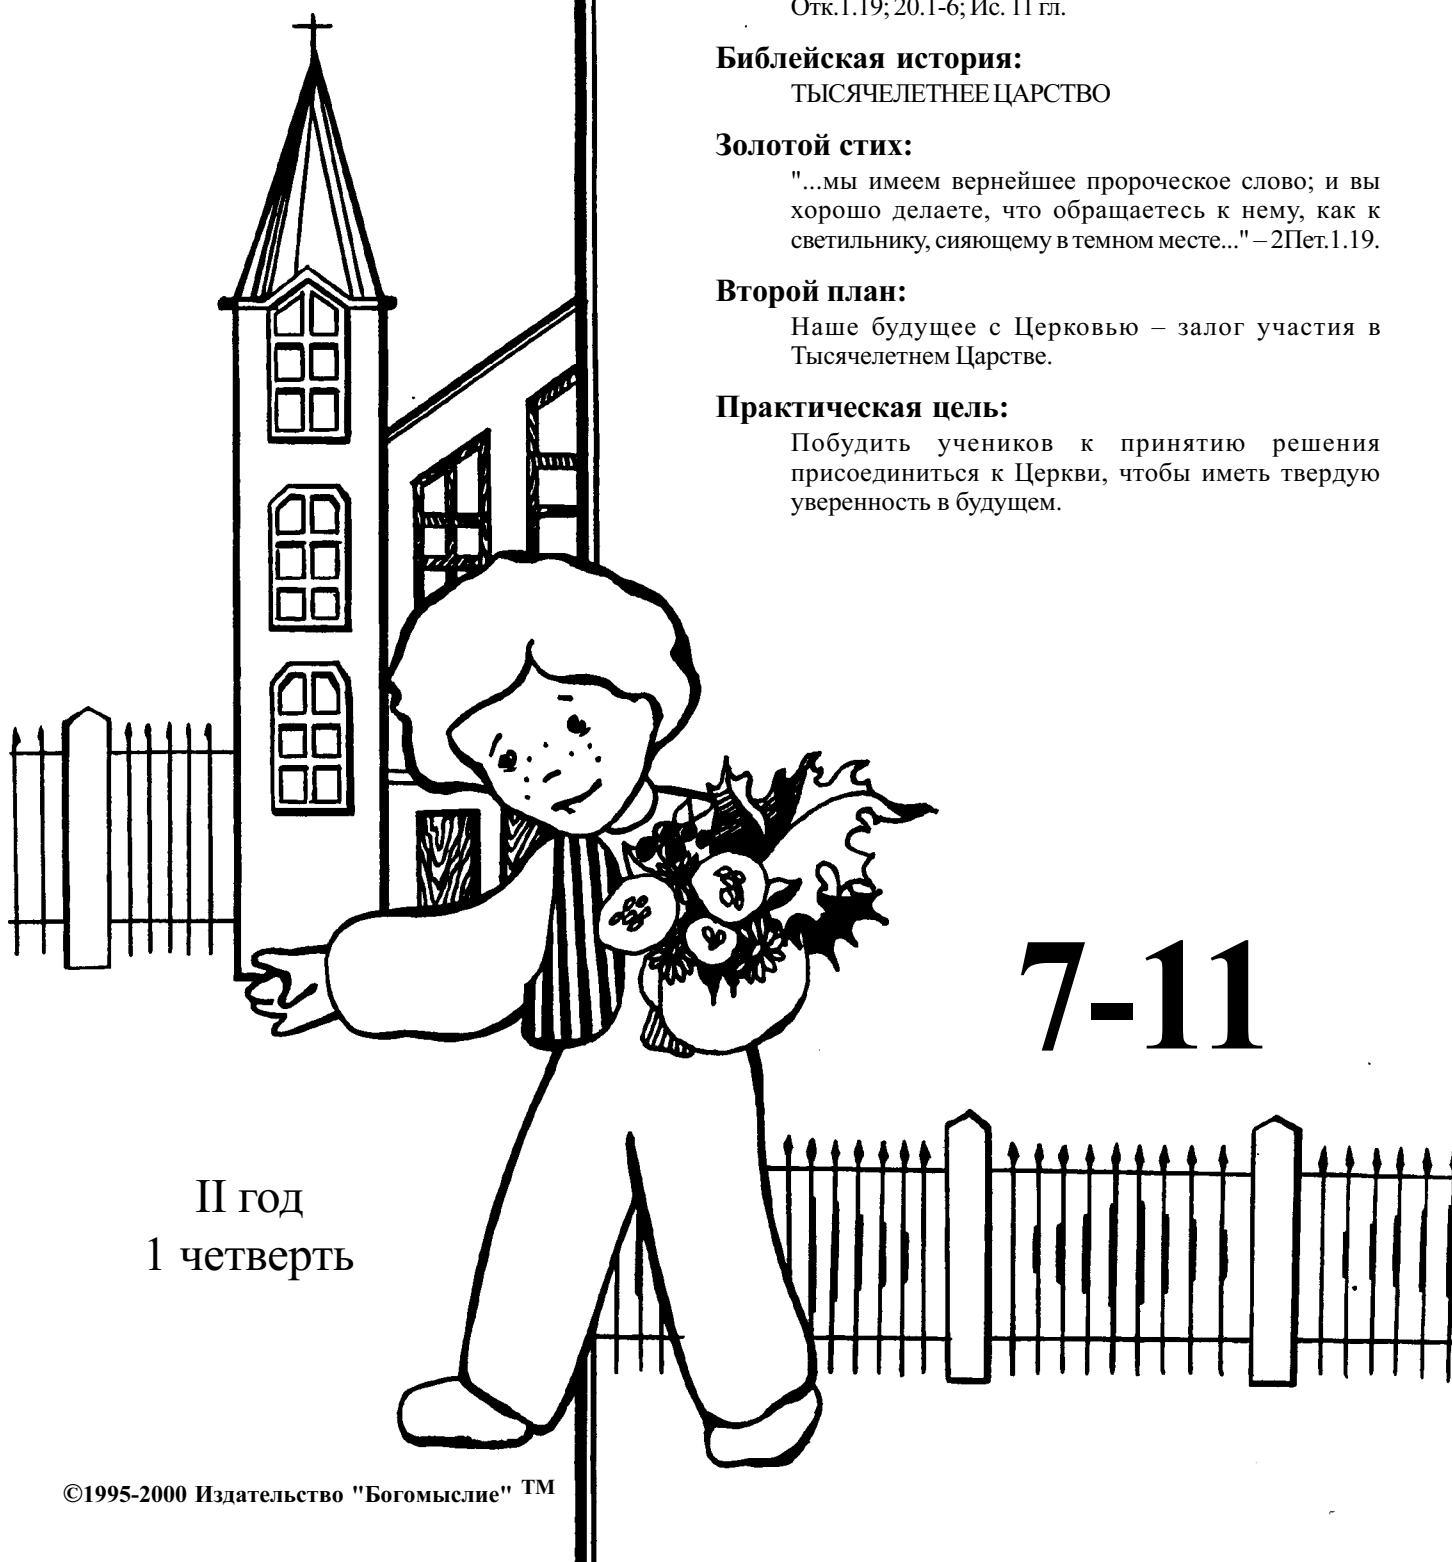 Отк.1.19; 20.1-6; Ис. 11 гл.
Библейская история:
ТЫСЯЧЕЛЕТНЕЕ ЦАРСТВО
Золотой стих:
"...мы имеем вернейшее пророческое слово; и вы
хорошо делаете, что обращаетесь к нему, как к
светильнику, сияющему в темном месте..." – 2Пет.1.19.
Второй план:
Наше будущее с Церковью – залог участия в
Тысячелетнем Царстве.
Практическая цель:
Побудить учеников к принятию решения
присоединиться к Церкви, чтобы иметь твердую
уверенность в будущем.
7-11
II год
1 четверть
©1995-2000 Издательство "Богомыслие" ТМ